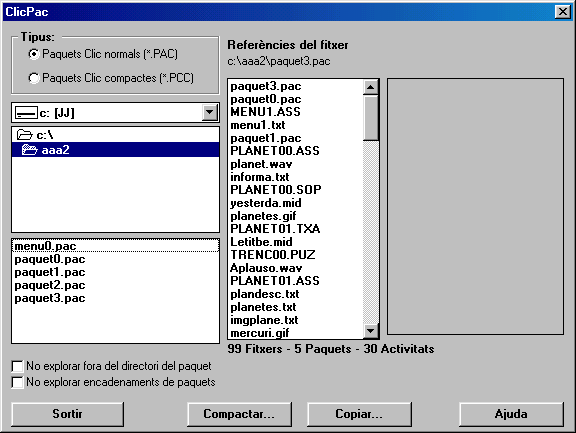 ClicPac
Tipus:
Paquets Clic normals (*.PAC)
Paquets Clic compactes (*.PCC)
c: [JJ]
c:\
aaa2
menu0.pac
paquet0.pac
paquet1.pac
paquet2.pac
paquet3.pac
No explorar fora del directori del paquet
No explorar encadenaments de paquets
Referències del fitxer
c:\aaa2\paquet3.pac
paquet3.pac
paquet0.pac
MENU1.ASS
menu1.txt
paquet1.pac
PLANET00.ASS
planet.wav
informa.txt
PLANET00.SOP
yesterda.mid
planetes.gif
PLANET01.TXA
Letitbe.mid
TRENC00.PUZ
Aplauso.wav
PLANET01.ASS
plandesc.txt
planetes.txt
imgplane.txt
mercuri.gif
99 Fitxers - 5 Paquets - 30 Activitats
Sortir
Compactar...
Copiar...
Ajuda